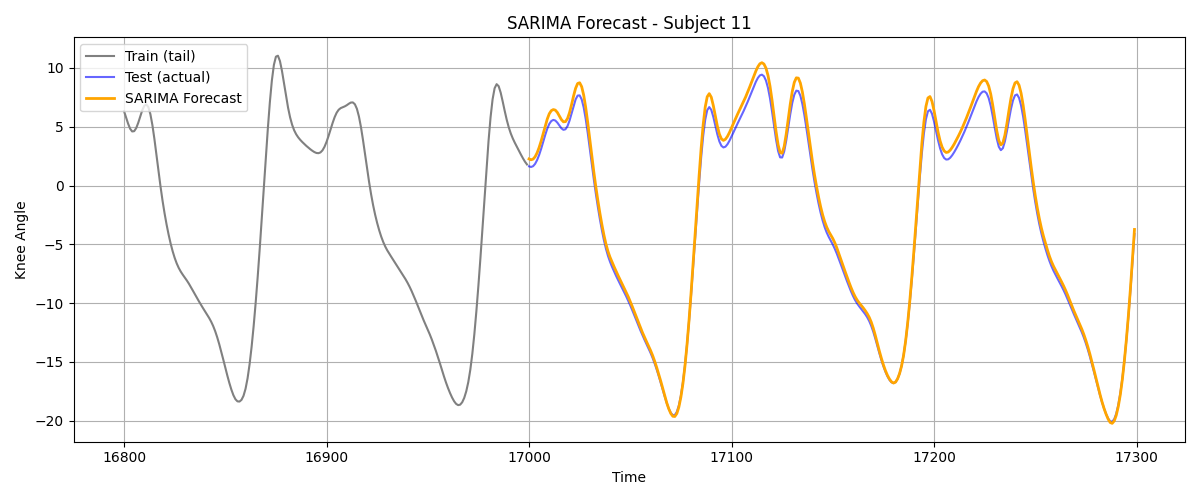 SARIMA Forecast - Subject 11
Train (tail)
Test (actual)
SARIMA Forecast
Knee Angle
10
5
0
−5
−10
−15
−20
16800 16900 17000 17100 17200 17300
Time